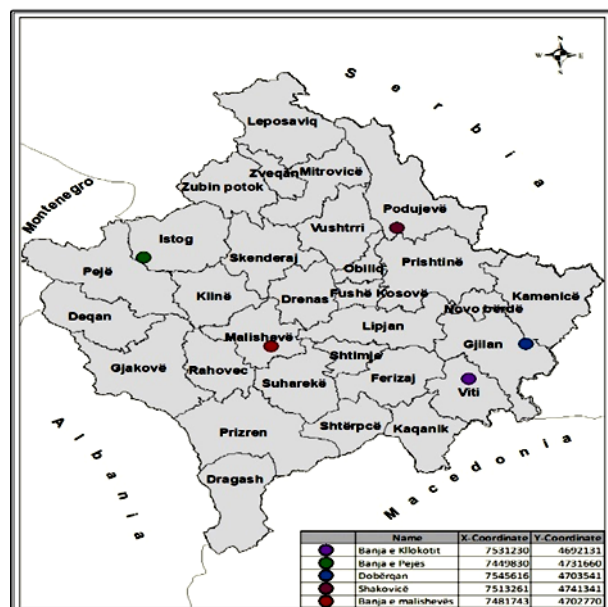 N
W E
N
Serbia
Leposaviq
Zveqan Mitrovicë
Zubin potok
Montenegro
Podujevë
Istog
Vushtrri
Skenderaj
Pejë
Obiliq
Prishtinë
Klinë
Drenas
Fushë Kosovë
Kamenicë
Novo bërdë
Deqan
Malishevë
Lipjan
Gjilan
Shtimje
Gjakovë
Rahovec
Suharekë
Ferizaj
Viti
Prizren
Shtërpcë
Kaqanik
Albania
Macedonia
Dragash
Name X-Coordinate Y-Coordinate
Banja e Kllokotit 7531230 4692131
Banja e Pejës 7449830 4731660
Dobërqan 7545616 4703541
Shakovicë 7513261 4741341
Banja e malishevës 7481743 4702770